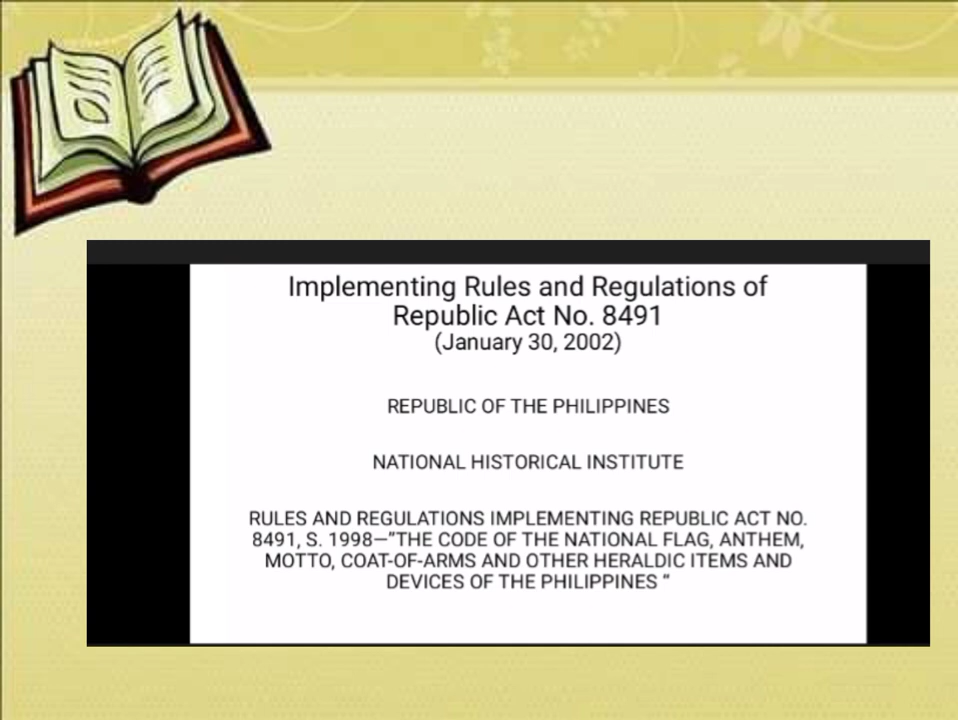 Implementing Rules and Regulations of
Republic Act No. 8491
(January 30, 2002)
REPUBLIC OF THE PHILIPPINES
NATIONAL HISTORICAL INSTITUTE
RULES AND REGULATIONS IMPLEMENTING REPUBLIC ACT NO.
8491, S. 1998—"THE CODE OF THE NATIONAL FLAG, ANTHEM,
MOTTO, COAT-OF-ARMS AND OTHER HERALDIC ITEMS AND
DEVICES OF THE PHILIPPINES “